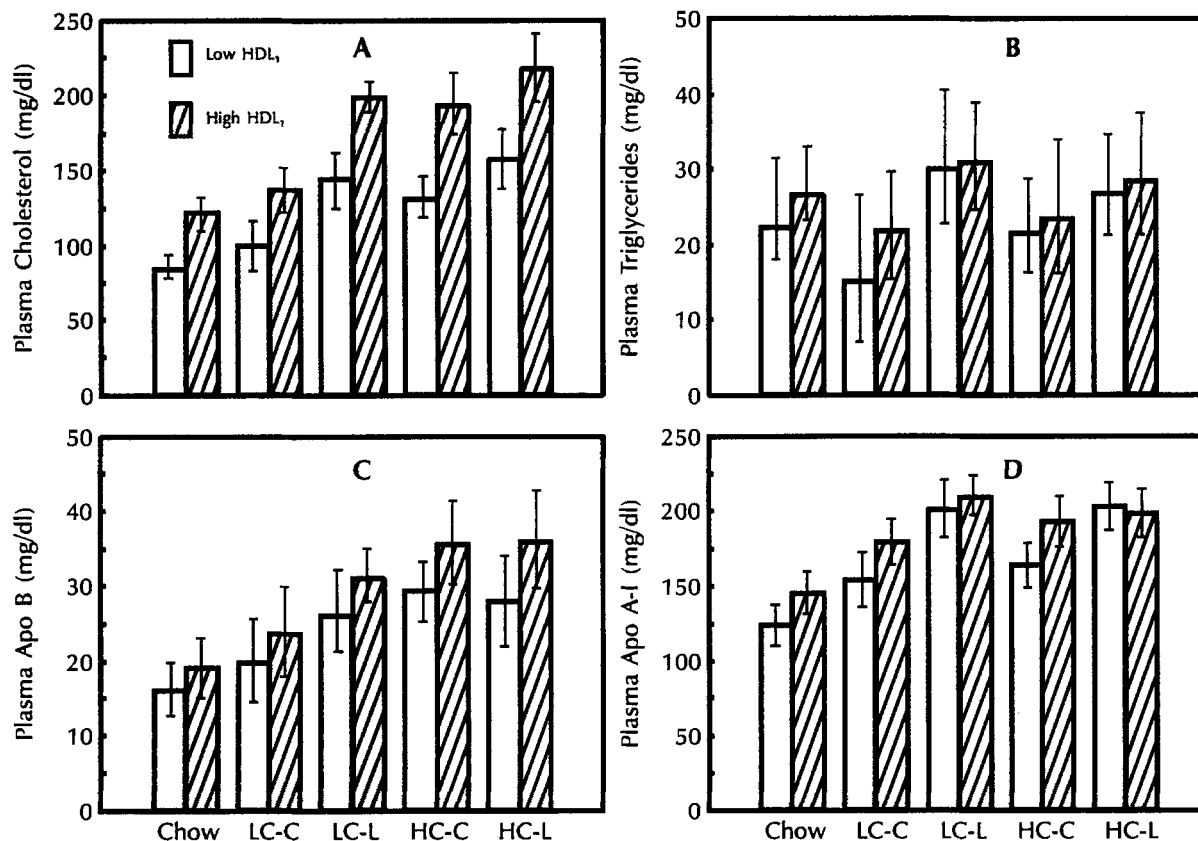 A
Low HDL₁
High HDL₁
Plasma Cholesterol (mg/dl)
250
200
150
100
50
0
B
Plasma Triglycerides (mg/dl)
50
40
30
20
10
0
C
Plasma Apo B (mg/dl)
50
40
30
20
10
0
Chow LC-C LC-L HC-C HC-L
D
Plasma Apo A-I (mg/dl)
250
200
150
100
50
0
Chow LC-C LC-L HC-C HC-L